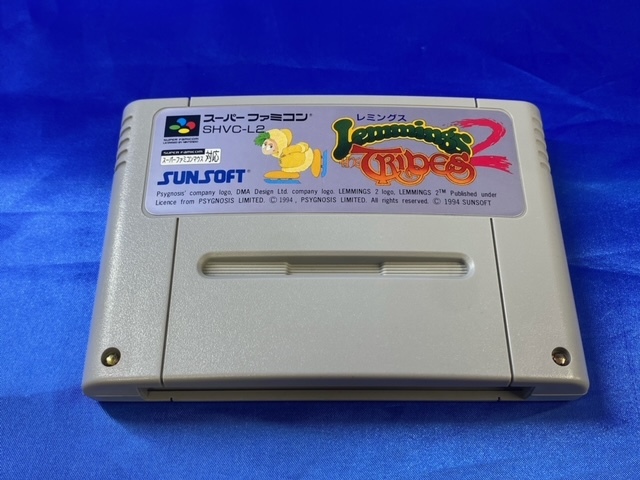 スーパーファミコン
SHVC-L2
SUPER FAMICOM
スーパーファミコンマウス対応
SUNSOFT
レミングス
Lemmings 2
THE TRIBES
Psygnosis' company logo, DMA Design Ltd. company logo. LEMMINGS 2 logo, LEMMINGS 2™ Published under
Licence from PSYGNOSIS LIMITED. © 1994, PSYGNOSIS LIMITED. All rights reserved. © 1994 SUNSOFT